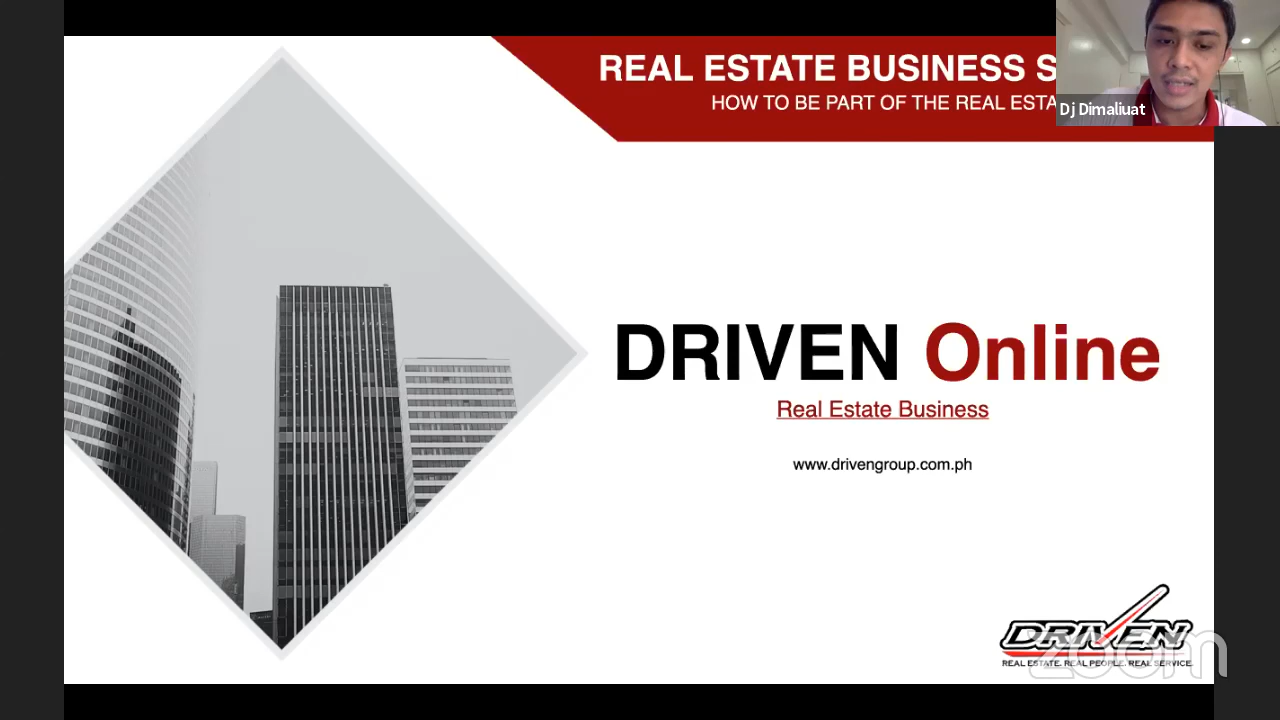 REAL ESTATE BUSINESS S
HOW TO BE PART OF THE REAL ESTA
Dj Dimaliuat
DRIVEN Online
Real Estate Business
www.drivengroup.com.ph
DRIVEN
REAL ESTATE. REAL PEOPLE. REAL SERVICE.
zoom